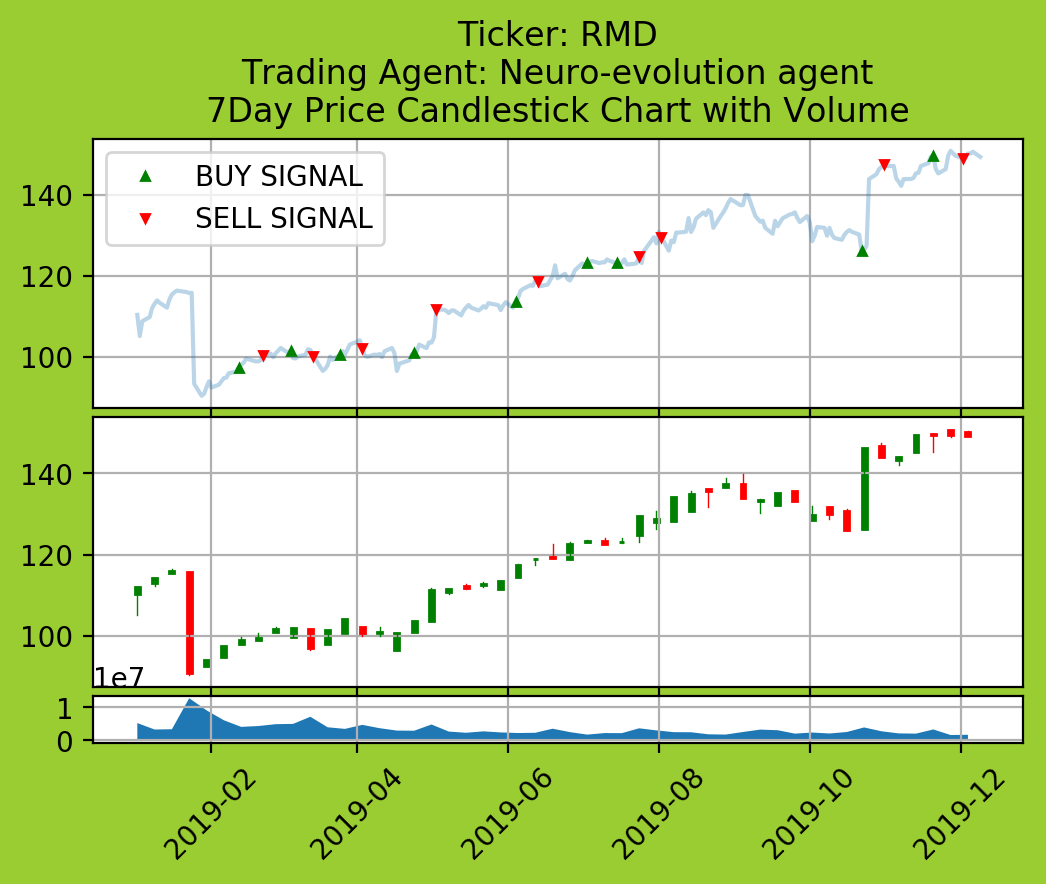 Ticker: RMD
Trading Agent: Neuro-evolution agent
7Day Price Candlestick Chart with Volume
BUY SIGNAL
SELL SIGNAL
140
120
100
140
120
100
1e7
1
0
2019-02
2019-04
2019-06
2019-08
2019-10
2019-12